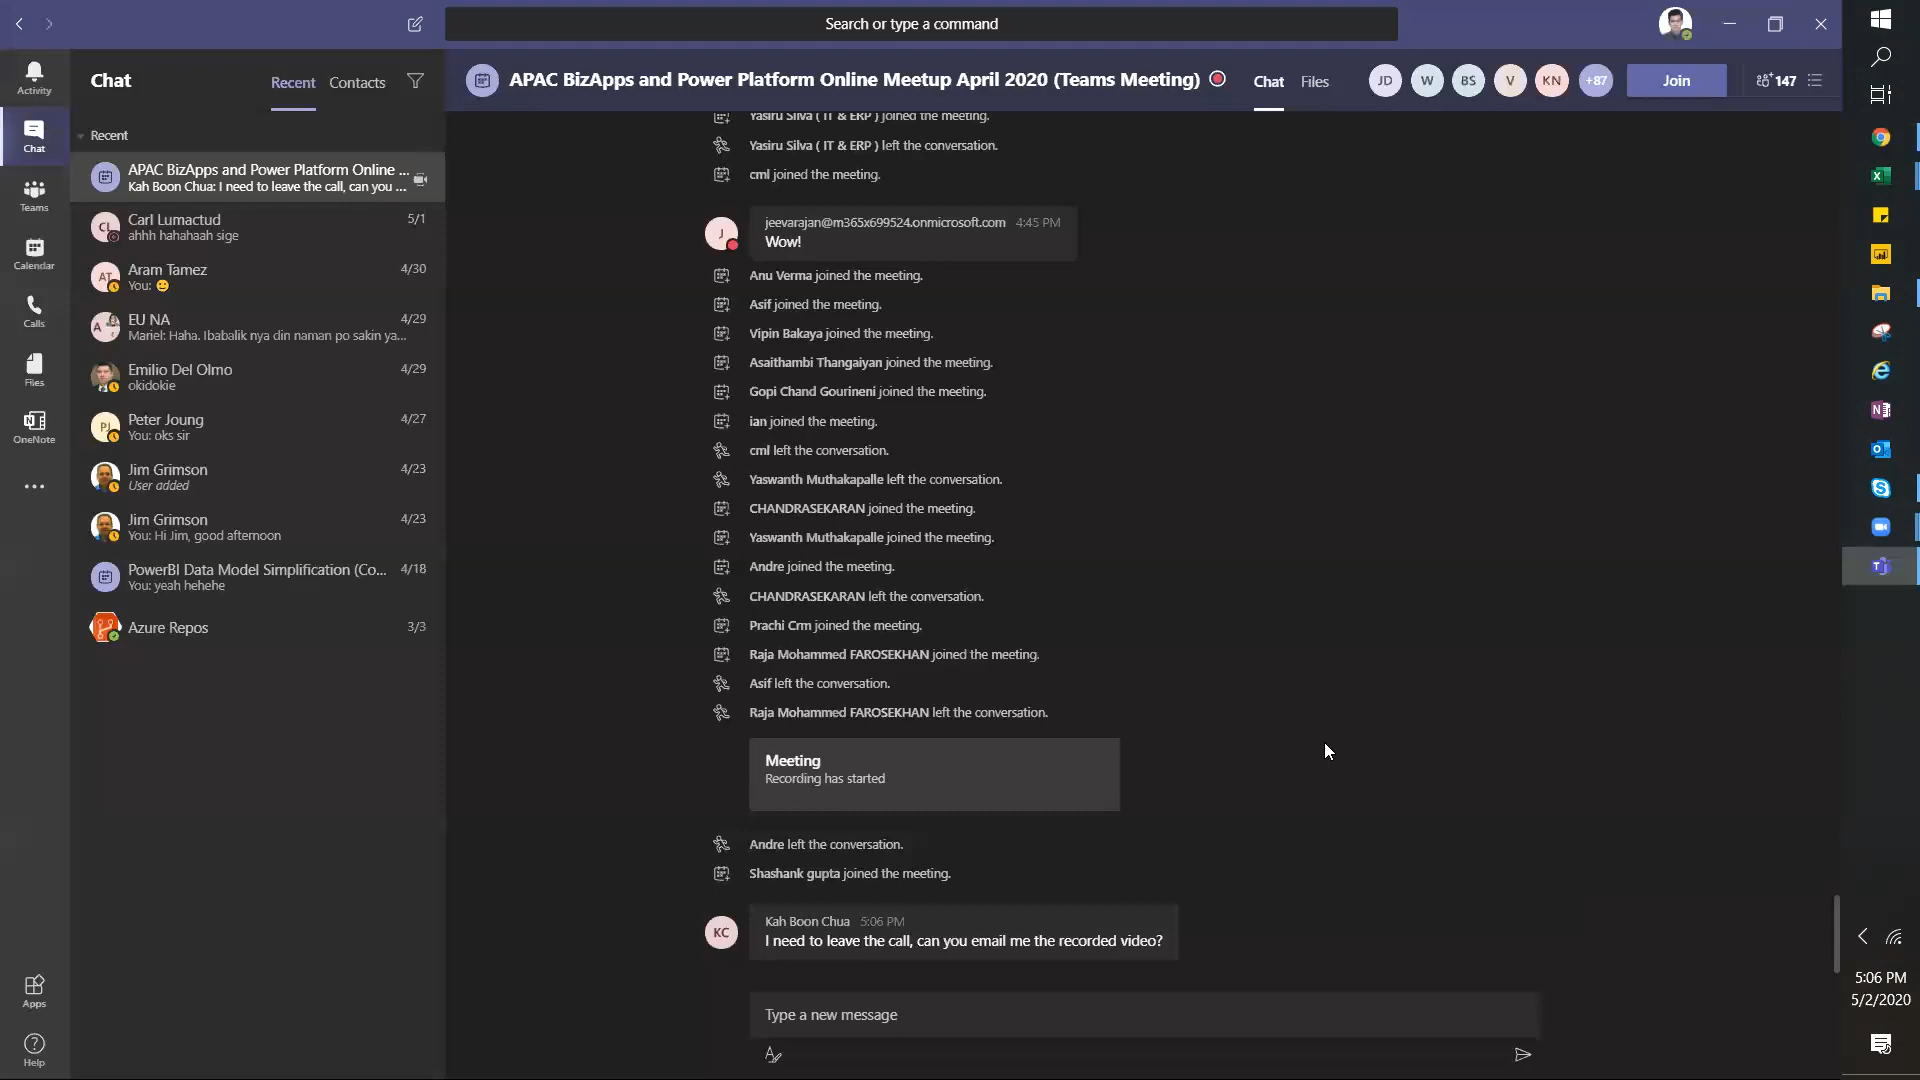 Search or type a command
Activity
Chat
Teams
Calendar
Calls
Files
OneNote
Apps
Help
Chat
Recent
Contacts
Recent
APAC BizApps and Power Platform Online ...
Kah Boon Chua: I need to leave the call, can you ...
Carl Lumactud
5/1
ahhh hahahaah sige
CL
Aram Tamez
4/30
You:
AT
EU NA
4/29
Mariel: Haha. Ibabalik nya din naman po sakin ya...
A
Emilio Del Olmo
4/29
okidokie
Peter Joung
4/27
You: oks sir
PJ
Jim Grimson
4/23
User added
Jim Grimson
4/23
You: Hi Jim, good afternoon
PowerBI Data Model Simplification (Co...
4/18
You: yeah hehehe
Azure Repos
3/3
APAC BizApps and Power Platform Online Meetup April 2020 (Teams Meeting)
Chat
Files
JD
W
BS
V
KN
+87
Join
147
Yasiru Silva ( IT & ERP ) joined the meeting.
Yasiru Silva ( IT & ERP ) left the conversation.
cml joined the meeting.
J
jeevarajan@m365x699524.onmicrosoft.com 4:45 PM
Wow!
Anu Verma joined the meeting.
Asif joined the meeting.
Vipin Bakaya joined the meeting.
Asaithambi Thangaiyan joined the meeting.
Gopi Chand Gourineni joined the meeting.
ian joined the meeting.
cml left the conversation.
Yaswanth Muthakapalle left the conversation.
CHANDRASEKARAN joined the meeting.
Yaswanth Muthakapalle joined the meeting.
Andre joined the meeting.
CHANDRASEKARAN left the conversation.
Prachi Crm joined the meeting.
Raja Mohammed FAROSEKHAN joined the meeting.
Asif left the conversation.
Raja Mohammed FAROSEKHAN left the conversation.
Meeting
Recording has started
Andre left the conversation.
Shashank gupta joined the meeting.
KC
Kah Boon Chua 5:06 PM
I need to leave the call, can you email me the recorded video?
Type a new message
5:06 PM
5/2/2020